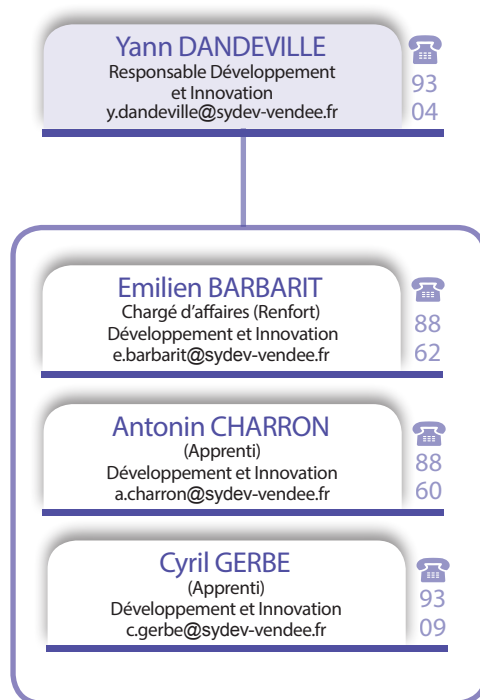 Yann DANDEVILLE
Responsable Développement
et Innovation
y.dandeville@sydev-vendee.fr
93
04
Emilien BARBARIT
Chargé d'affaires (Renfort)
Développement et Innovation
e.barbarit@sydev-vendee.fr
88
62
Antonin CHARRON
(Apprenti)
Développement et Innovation
a.charron@sydev-vendee.fr
88
60
Cyril GERBE
(Apprenti)
Développement et Innovation
c.gerbe@sydev-vendee.fr
93
09